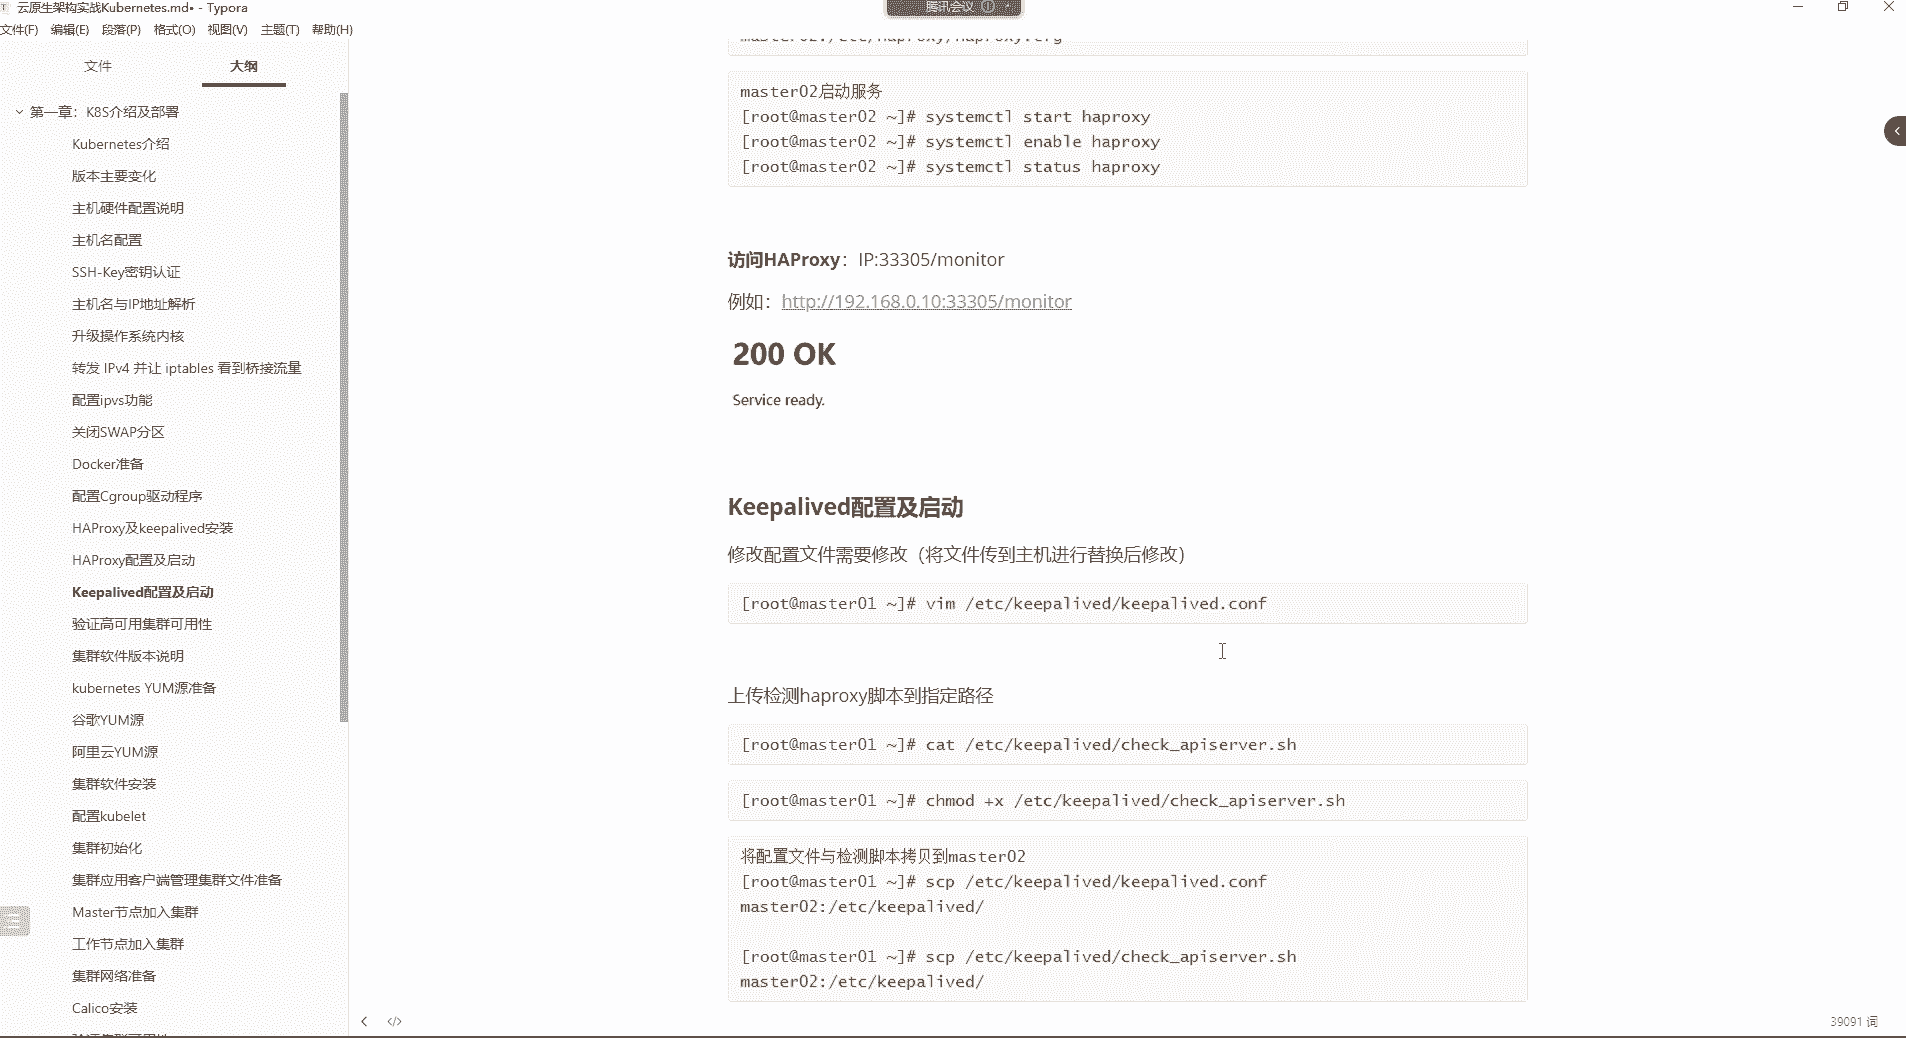 云原生架构实战Kubernetes.md• - Typora
腾讯会议
文件(F) 编辑(E) 段落(P) 格式(O) 视图(V) 主题(T) 帮助(H)
文件 大纲
第一章：K8S介绍及部署
Kubernetes介绍
版本主要变化
主机硬件配置说明
主机名配置
SSH-Key密钥认证
主机名与IP地址解析
升级操作系统内核
转发 IPv4 并让 iptables 看到桥接流量
配置ipvs功能
关闭SWAP分区
Docker准备
配置Cgroup驱动程序
HAProxy及keepalived安装
HAProxy配置及启动
Keepalived配置及启动
验证高可用集群可用性
集群软件版本说明
kubernetes YUM源准备
谷歌YUM源
阿里云YUM源
集群软件安装
配置kubelet
集群初始化
集群应用客户端管理集群文件准备
Master节点加入集群
工作节点加入集群
集群网络准备
Calico安装
master02:/etc/haproxy/haproxy.cfg
master02启动服务
[root@master02 ~]# systemctl start haproxy
[root@master02 ~]# systemctl enable haproxy
[root@master02 ~]# systemctl status haproxy
访问HAProxy：IP:33305/monitor
例如：http://192.168.0.10:33305/monitor
200 OK
Service ready.
Keepalived配置及启动
修改配置文件需要修改（将文件传到主机进行替换后修改）
[root@master01 ~]# vim /etc/keepalived/keepalived.conf
上传检测haproxy脚本到指定路径
[root@master01 ~]# cat /etc/keepalived/check_apiserver.sh
[root@master01 ~]# chmod +x /etc/keepalived/check_apiserver.sh
将配置文件与检测脚本拷贝到master02
[root@master01 ~]# scp /etc/keepalived/keepalived.conf
master02:/etc/keepalived/
[root@master01 ~]# scp /etc/keepalived/check_apiserver.sh
master02:/etc/keepalived/
39091 词